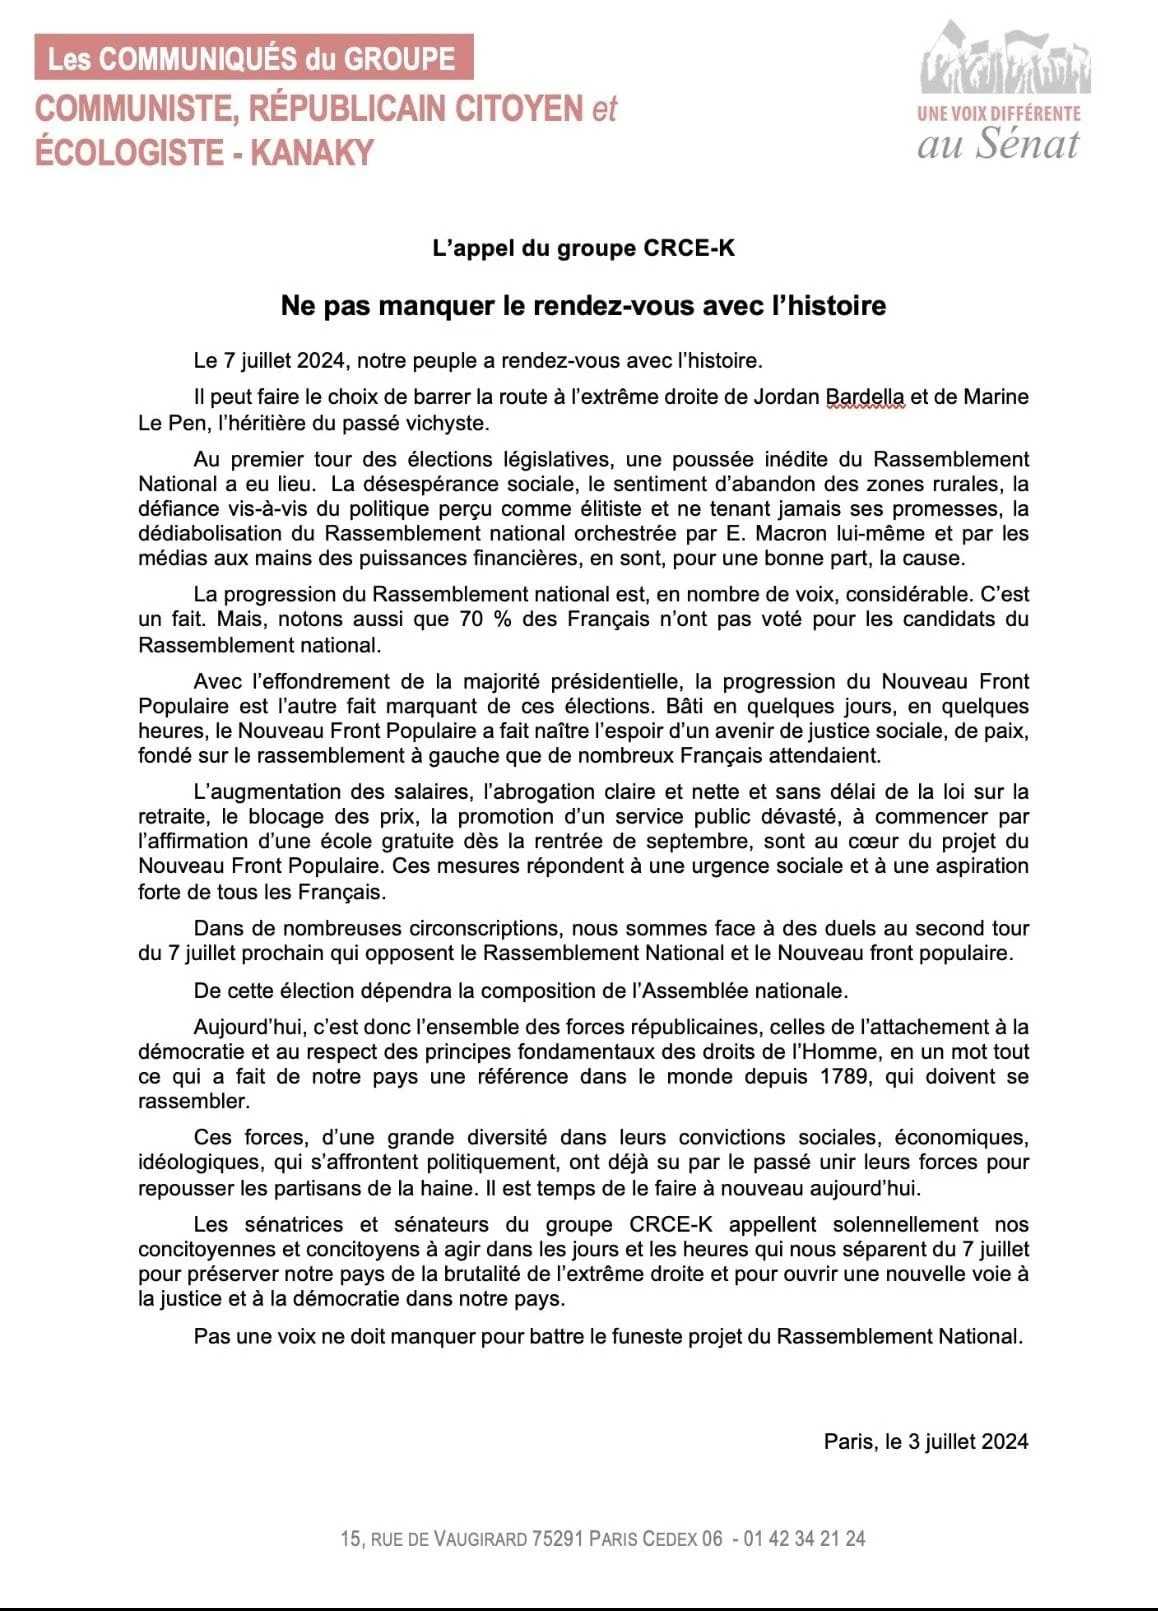 Les COMMUNIQUÉS du GROUPE
COMMUNISTE, RÉPUBLICAIN CITOYEN et
ÉCOLOGISTE - KANAKY
UNE VOIX DIFFÉRENTE
au Sénat
L'appel du groupe CRCE-K
Ne pas manquer le rendez-vous avec l'histoire
Le 7 juillet 2024, notre peuple a rendez-vous avec l'histoire.
Il peut faire le choix de barrer la route à l'extrême droite de Jordan Bardella et de Marine
Le Pen, l'héritière du passé vichyste.
Au premier tour des élections législatives, une poussée inédite du Rassemblement
National a eu lieu. La désespérance sociale, le sentiment d'abandon des zones rurales, la
défiance vis-à-vis du politique perçu comme élitiste et ne tenant jamais ses promesses, la
dédiabolisation du Rassemblement national orchestrée par E. Macron lui-même et par les
médias aux mains des puissances financières, en sont, pour une bonne part, la cause.
La progression du Rassemblement national est, en nombre de voix, considérable. C'est
un fait. Mais, notons aussi que 70 % des Français n'ont pas voté pour les candidats du
Rassemblement national.
Avec l'effondrement de la majorité présidentielle, la progression du Nouveau Front
Populaire est l'autre fait marquant de ces élections. Bâti en quelques jours, en quelques
heures, le Nouveau Front Populaire a fait naître l'espoir d'un avenir de justice sociale, de paix,
fondé sur le rassemblement à gauche que de nombreux Français attendaient.
L'augmentation des salaires, l'abrogation claire et nette et sans délai de la loi sur la
retraite, le blocage des prix, la promotion d'un service public dévasté, à commencer par
l'affirmation d'une école gratuite dès la rentrée de septembre, sont au cœur du projet du
Nouveau Front Populaire. Ces mesures répondent à une urgence sociale et à une aspiration
forte de tous les Français.
Dans de nombreuses circonscriptions, nous sommes face à des duels au second tour
du 7 juillet prochain qui opposent le Rassemblement National et le Nouveau front populaire.
De cette élection dépendra la composition de l'Assemblée nationale.
Aujourd'hui, c'est donc l'ensemble des forces républicaines, celles de l'attachement à la
démocratie et au respect des principes fondamentaux des droits de l'Homme, en un mot tout
ce qui a fait de notre pays une référence dans le monde depuis 1789, qui doivent se
rassembler.
Ces forces, d'une grande diversité dans leurs convictions sociales, économiques,
idéologiques, qui s'affrontent politiquement, ont déjà su par le passé unir leurs forces pour
repousser les partisans de la haine. Il est temps de le faire à nouveau aujourd'hui.
Les sénatrices et sénateurs du groupe CRCE-K appellent solennellement nos
concitoyennes et concitoyens à agir dans les jours et les heures qui nous séparent du 7 juillet
pour préserver notre pays de la brutalité de l'extrême droite et pour ouvrir une nouvelle voie à
la justice et à la démocratie dans notre pays.
Pas une voix ne doit manquer pour battre le funeste projet du Rassemblement National.
Paris, le 3 juillet 2024
15, RUE DE VAUGIRARD 75291 PARIS CEDEX 06 - 01 42 34 21 24